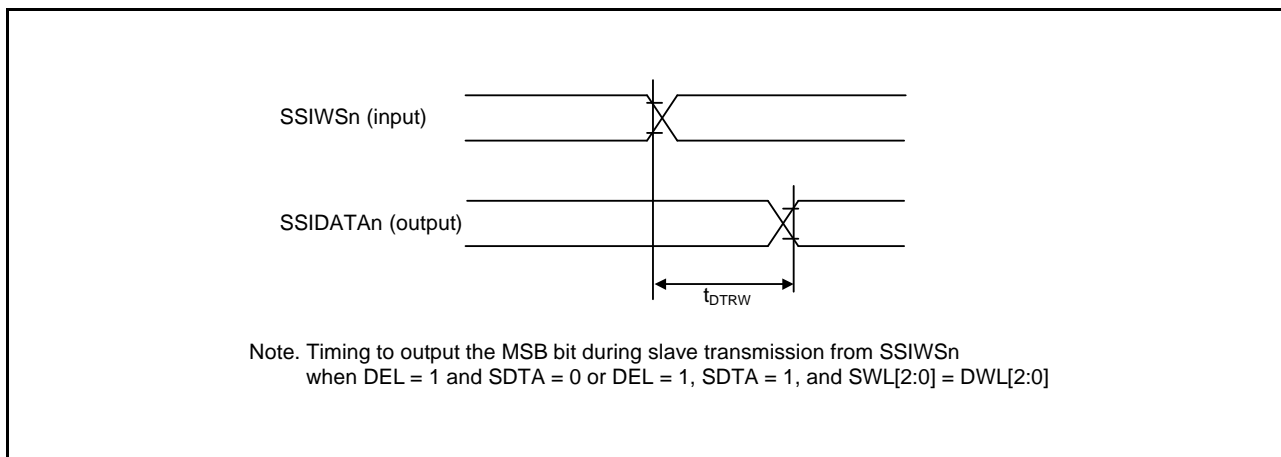 SSIWSn (input)
SSIDATAn (output)
tDTRW
Note. Timing to output the MSB bit during slave transmission from SSIWSn
when DEL = 1 and SDTA = 0 or DEL = 1, SDTA = 1, and SWL[2:0] = DWL[2:0]